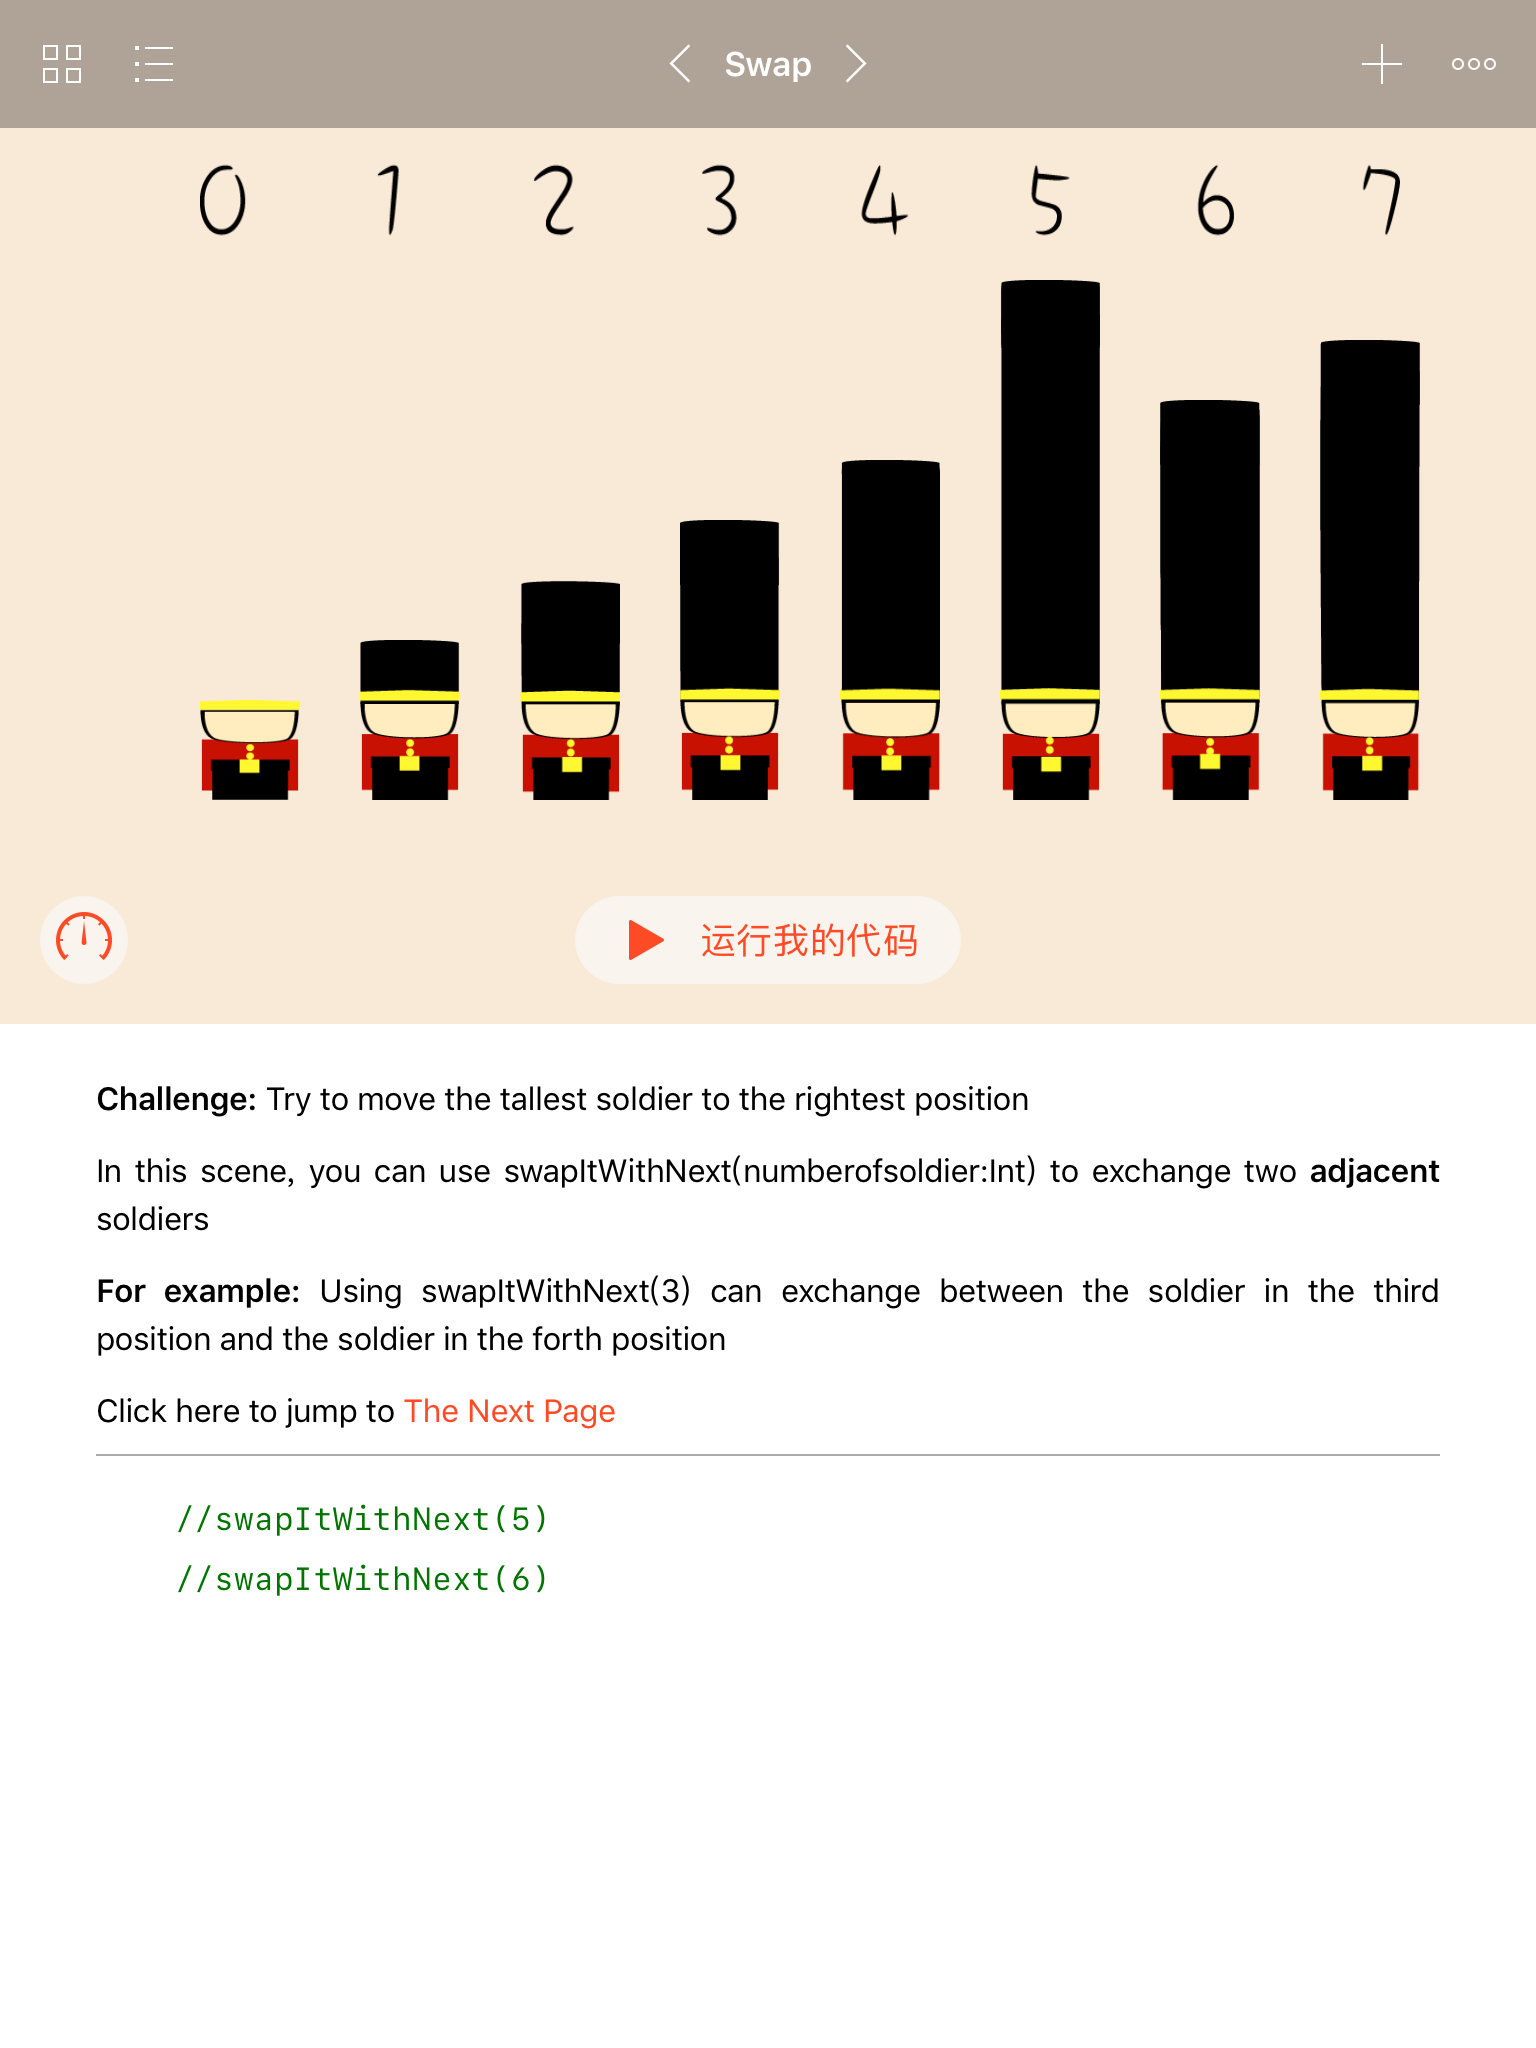 Swap
0 1 2 3 4 5 6 7
运行我的代码
Challenge: Try to move the tallest soldier to the rightest position
In this scene, you can use swapItWithNext(numberofsoldier:Int) to exchange two adjacent
soldiers
For example: Using swapItWithNext(3) can exchange between the soldier in the third
position and the soldier in the forth position
Click here to jump to The Next Page
//swapItWithNext(5)
//swapItWithNext(6)